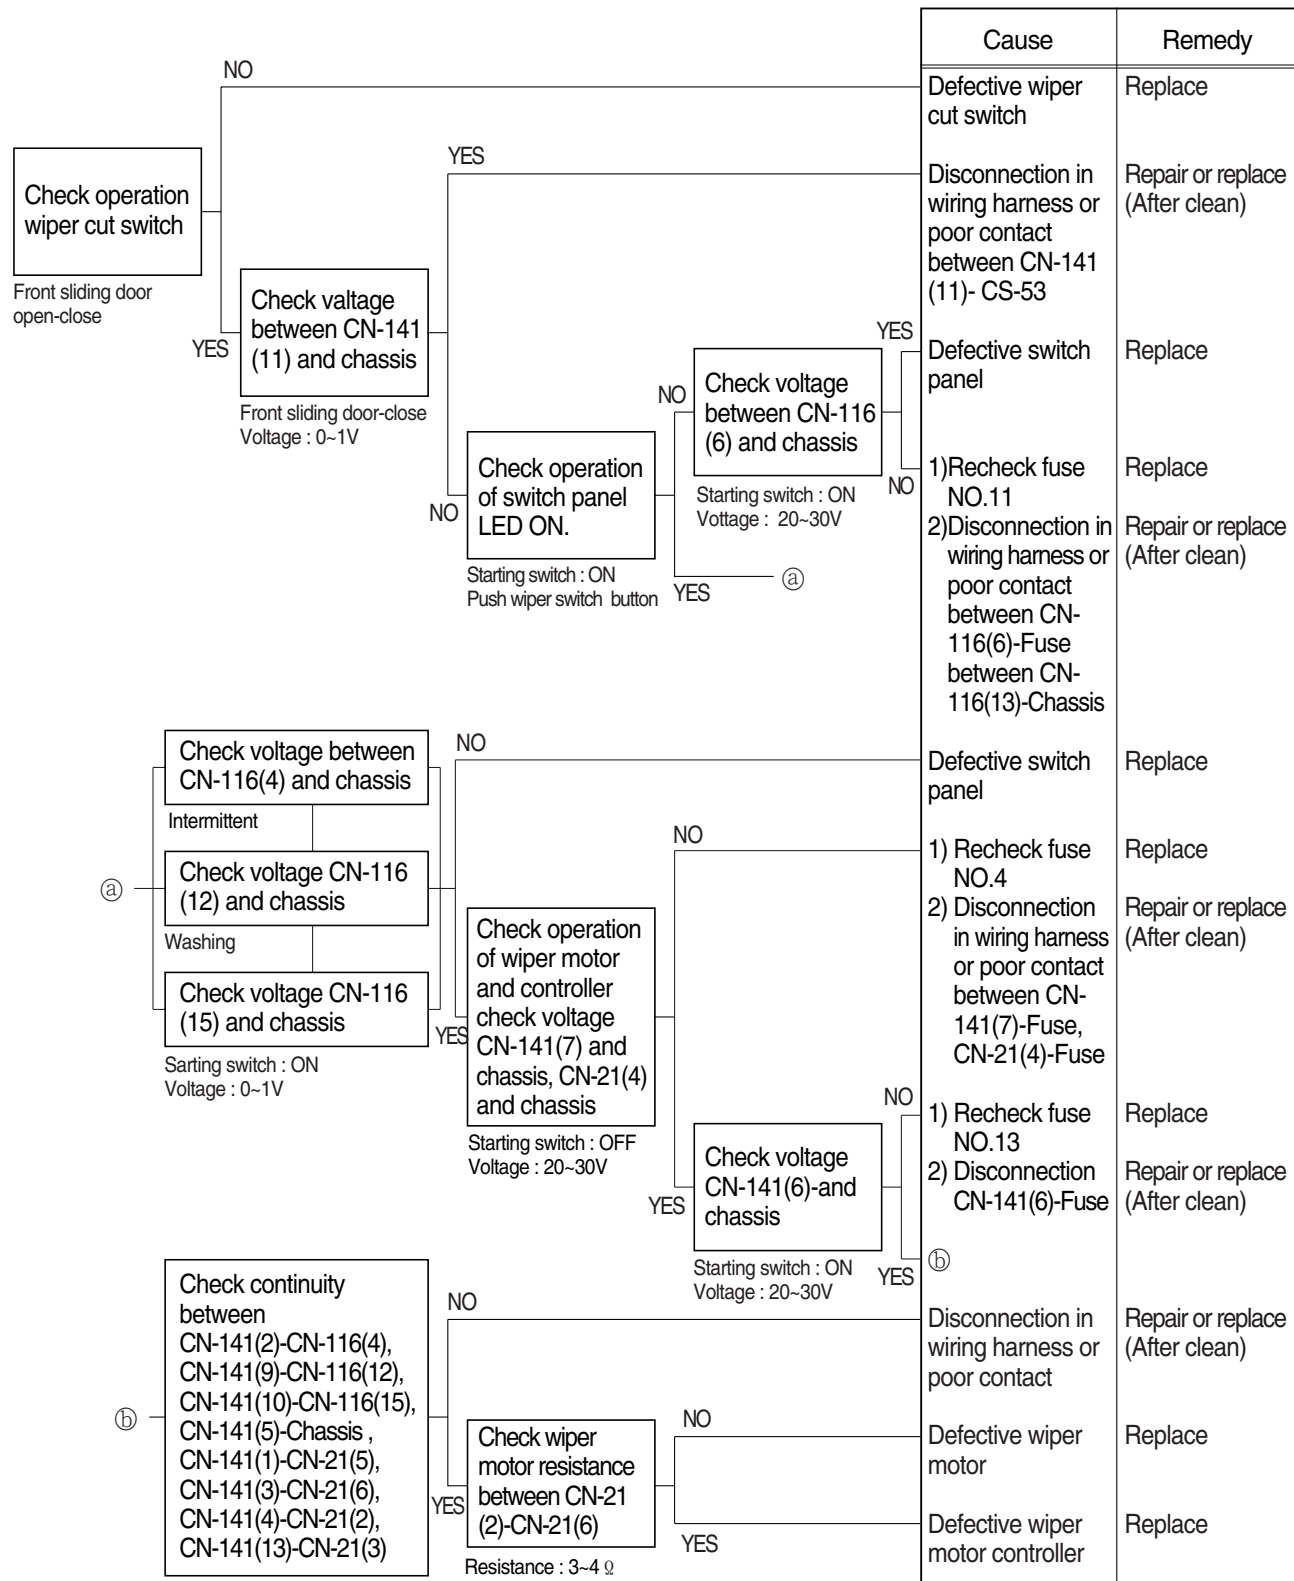 Cause
Remedy
NO
Defective wiper
cut switch
Replace
YES
Check operation
wiper cut switch
Front sliding door
open-close
Disconnection in
wiring harness or
poor contact
between CN-141
(11)- CS-53
Repair or replace
(After clean)
YES
Check valtage
between CN-141
(11) and chassis
Front sliding door-close
Voltage : 0~1V
YES
Defective switch
panel
Replace
NO
Check voltage
between CN-116
(6) and chassis
Starting switch : ON
Vottage : 20~30V
NO
1)Recheck fuse
NO.11
Replace
2)Disconnection in
wiring harness or
poor contact
between CN-
116(6)-Fuse
between CN-
116(13)-Chassis
Repair or replace
(After clean)
NO
Check operation
of switch panel
LED ON.
Starting switch : ON
Push wiper switch button
YES
ⓐ
Check voltage between
CN-116(4) and chassis
Intermittent
NO
Defective switch
panel
Replace
ⓐ
Check voltage CN-116
(12) and chassis
Washing
Check voltage CN-116
(15) and chassis
Sarting switch : ON
Voltage : 0~1V
YES
Check operation
of wiper motor
and controller
check voltage
CN-141(7) and
chassis, CN-21(4)
and chassis
Starting switch : OFF
Voltage : 20~30V
NO
1) Recheck fuse
NO.4
Replace
2) Disconnection
in wiring harness
or poor contact
between CN-
141(7)-Fuse,
CN-21(4)-Fuse
Repair or replace
(After clean)
YES
Check voltage
CN-141(6)-and
chassis
Starting switch : ON
Voltage : 20~30V
NO
1) Recheck fuse
NO.13
Replace
2) Disconnection
CN-141(6)-Fuse
Repair or replace
(After clean)
YES
ⓑ
ⓑ
Check continuity
between
CN-141(2)-CN-116(4),
CN-141(9)-CN-116(12),
CN-141(10)-CN-116(15),
CN-141(5)-Chassis ,
CN-141(1)-CN-21(5),
CN-141(3)-CN-21(6),
CN-141(4)-CN-21(2),
CN-141(13)-CN-21(3)
NO
Disconnection in
wiring harness or
poor contact
Repair or replace
(After clean)
YES
Check wiper
motor resistance
between CN-21
(2)-CN-21(6)
Resistance : 3~4 Ω
NO
Defective wiper
motor
Replace
YES
Defective wiper
motor controller
Replace